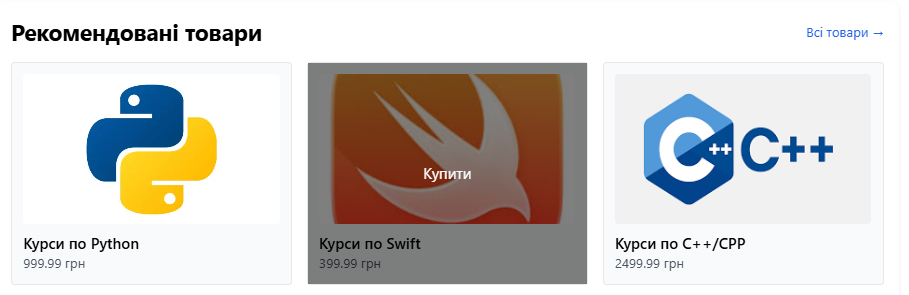 Рекомендовані товари
Всі товари →
C++ C++
Купити
Курси по Python
999.99 грн
Курси по Swift
399.99 грн
Курси по C++/CPP
2499.99 грн